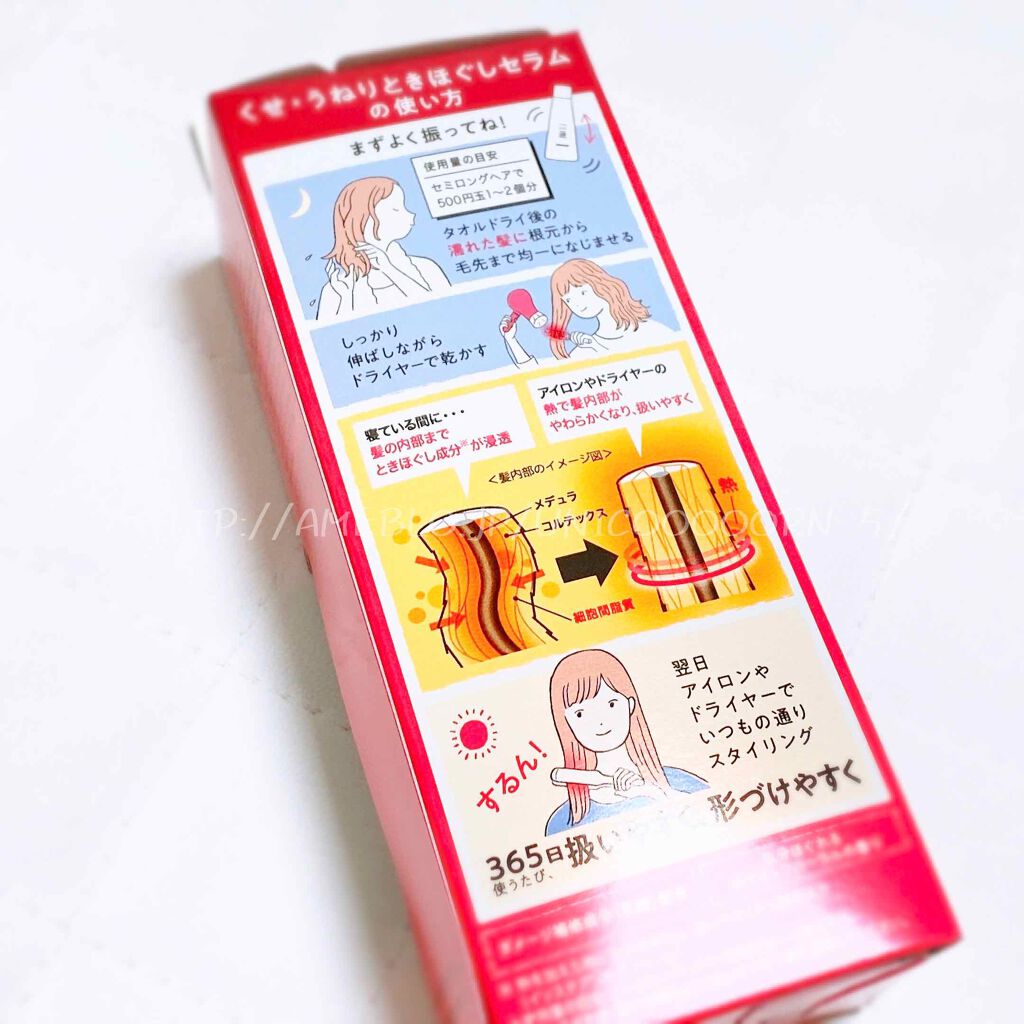 くせ・うねりときほぐしセラム
の使い方
まずよく振ってね!
使用量の目安
セミロングヘアで
500円玉1~2個分
タオルドライ後の
濡れた髪に根元から
毛先まで均一になじませる
しっかり
伸ばしながら
ドライヤーで乾かす
寝ている間に・・・
髪の内部まで
ときほぐし成分※が浸透
アイロンやドライヤーの
熱で髪内部が
やわらかくなり、扱いやすく
<髪内部のイメージ図>
メデュラ
コルテックス
細胞間脂質
熱
翌日
アイロンや
ドライヤーで
いつもの通り
スタイリング
するん!
365日扱い
形づけやすく
使うたび、